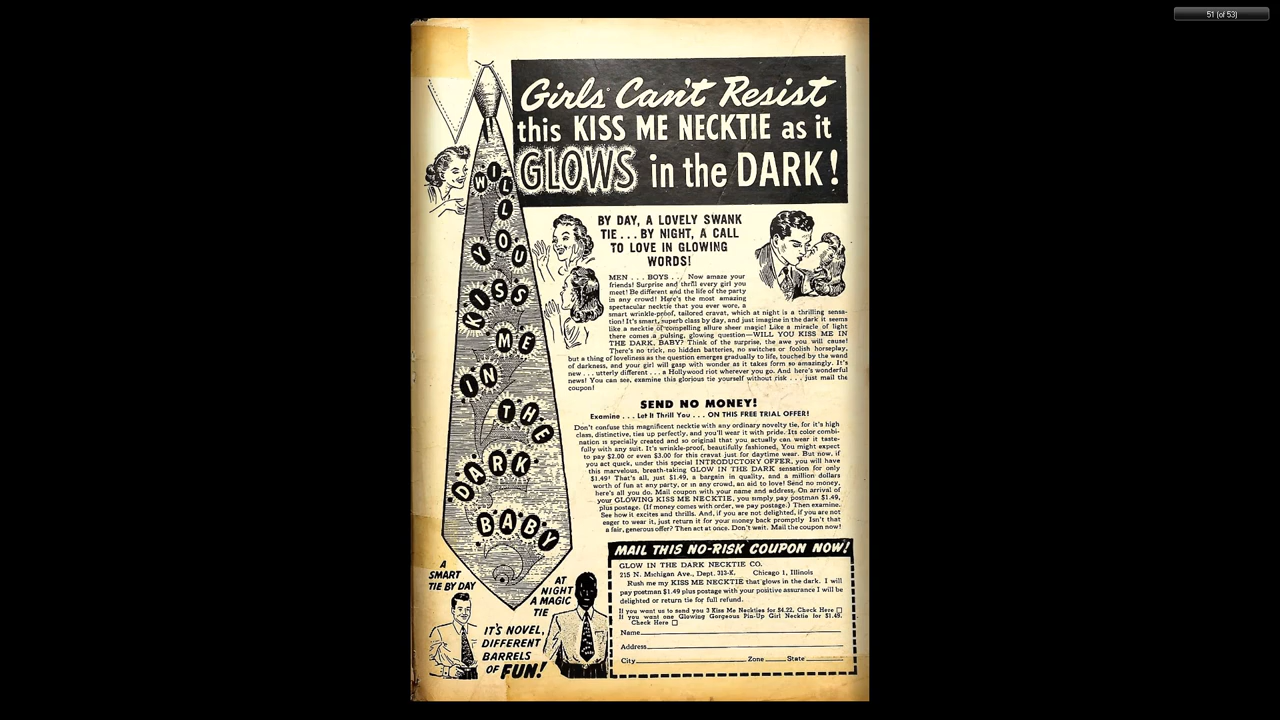 51 (of 53)
Girls Can't Resist
this KISS ME NECKTIE as it
GLOWS in the DARK!
WILL
YOU
KISS
ME
IN
THE
DARK
BABY
BY DAY, A LOVELY SWANK
TIE...BY NIGHT, A CALL
TO LOVE IN GLOWING
WORDS!
MEN . . . BOYS . . . Now amaze your
friends! Surprise and thrill every girl you
meet! Be different and the life of the party
in any crowd! Here's the most amazing
spectacular necktie that you ever wore, a
smart wrinkle-proof, tailored cravat, which at night is a thrilling sensa-
tion! It's smart, superb class by day, and just imagine in the dark it seems
like a necktie of compelling allure sheer magic! Like a miracle of light
there comes a pulsing, glowing question—WILL YOU KISS ME IN
THE DARK, BABY? Think of the surprise, the awe you will cause!
There's no trick, no hidden batteries, no switches or foolish horseplay,
but a thing of loveliness as the question emerges gradually to life, touched by the wand
of darkness, and your girl will gasp with wonder as it takes form so amazingly. It's
new . . . utterly different . . . a Hollywood riot wherever you go. And here's wonderful
news! You can see, examine this glorious tie yourself without risk . . . just mail the
coupon!
SEND NO MONEY!
Examine . . . Let It Thrill You . . . ON THIS FREE TRIAL OFFER!
Don't confuse this magnificent necktie with any ordinary novelty tie, for it's high
class, distinctive, ties up perfectly, and you'll wear it with pride. Its color combi-
nation is specially created and so original that you actually can wear it taste-
fully with any suit. It's wrinkle-proof, beautifully fashioned, You might expect
to pay $2.00 or even $3.00 for this cravat just for daytime wear. But now, if
you act quck, under this special INTRODUCTORY OFFER, you will have
this marvelous, breath-taking GLOW IN THE DARK sensation for only
$1.49! That's all, just $1.49, a bargain in quality, and a million dollars
worth of fun at any party, or in any crowd, an aid to love! Send no money,
here's all you do. Mail coupon with your name and address. On arrival of
your GLOWING KISS ME NECKTIE, you simply pay postman $1.49,
plus postage. (If money comes with order, we pay postage.) Then examine.
See how it excites and thrills. And, if you are not delighted, if you are not
eager to wear it, just return it for your money back promptly Isn't that
a fair, generous offer? Then act at once. Don't wait. Mail the coupon now!
A
SMART
TIE BY DAY
AT
NIGHT
A MAGIC
TIE
IT'S NOVEL,
DIFFERENT
BARRELS
OF FUN!
MAIL THIS NO-RISK COUPON NOW!
GLOW IN THE DARK NECKTIE CO.
215 N. Michigan Ave., Dept. 313-K. Chicago 1, Illinois
Rush me my KISS ME NECKTIE that glows in the dark. I will
pay postman $1.49 plus postage with your positive assurance I will be
delighted or return tie for full refund.
If you want us to send you 3 Kiss Me Neckties for $4.22, Check Here
If you want one Glowing Gorgeous Pin-Up Girl Necktie for $1.49,
Check Here
Name
Address
City Zone State